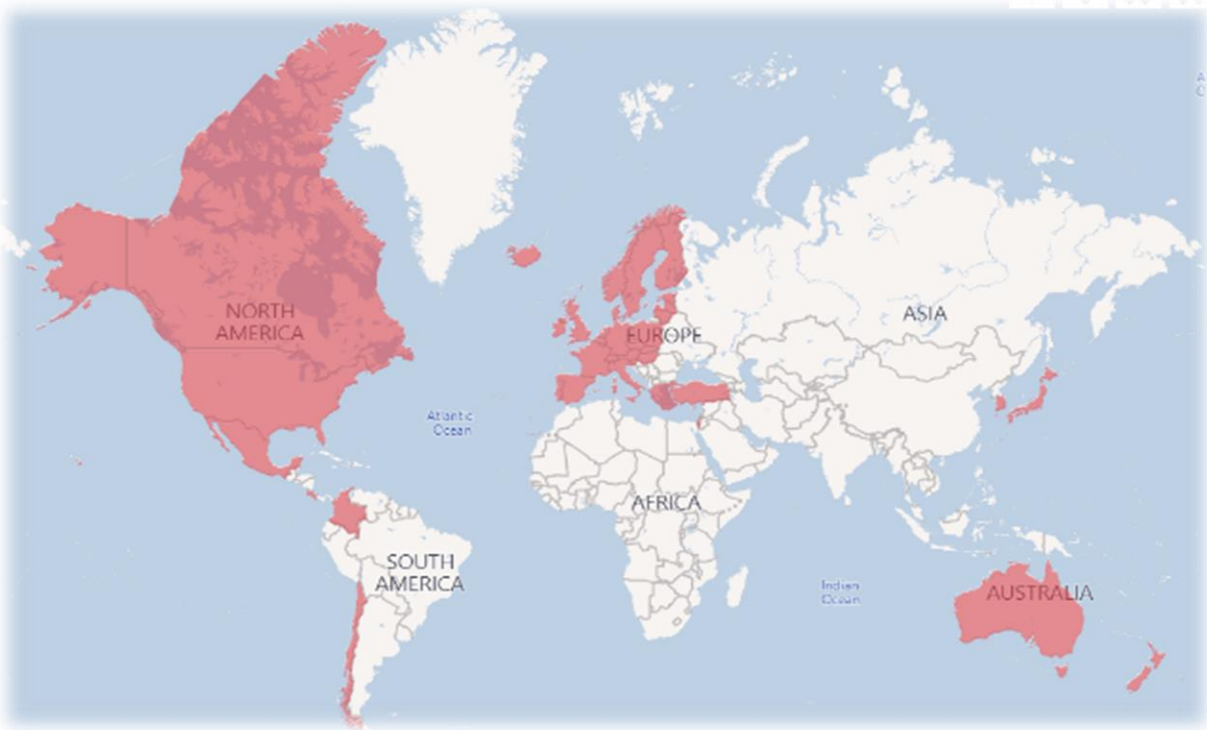 NORTH
AMERICA
EUROPE
ASIA
Atlantic
Ocean
AFRICA
SOUTH
AMERICA
Indian
Ocean
AUSTRALIA